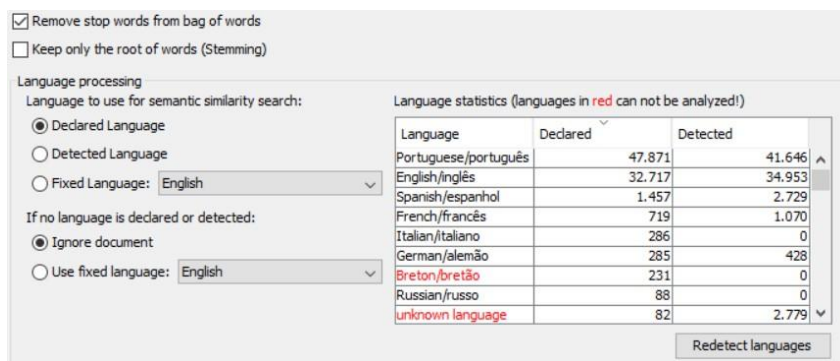 Remove stop words from bag of words
Keep only the root of words (Stemming)
Language processing
Language to use for semantic similarity search:
Declared Language
Detected Language
Fixed Language: English
If no language is declared or detected:
Ignore document
Use fixed language: English
Language statistics (languages in red can not be analyzed!)
Language Declared Detected
Portuguese/português 47.871 41.646
English/inglês 32.717 34.953
Spanish/espanhol 1.457 2.729
French/francês 719 1.070
Italian/italiano 286 0
German/alemão 285 428
Breton/bretão 231 0
Russian/russo 88 0
unknown language 82 2.779
Redetect languages